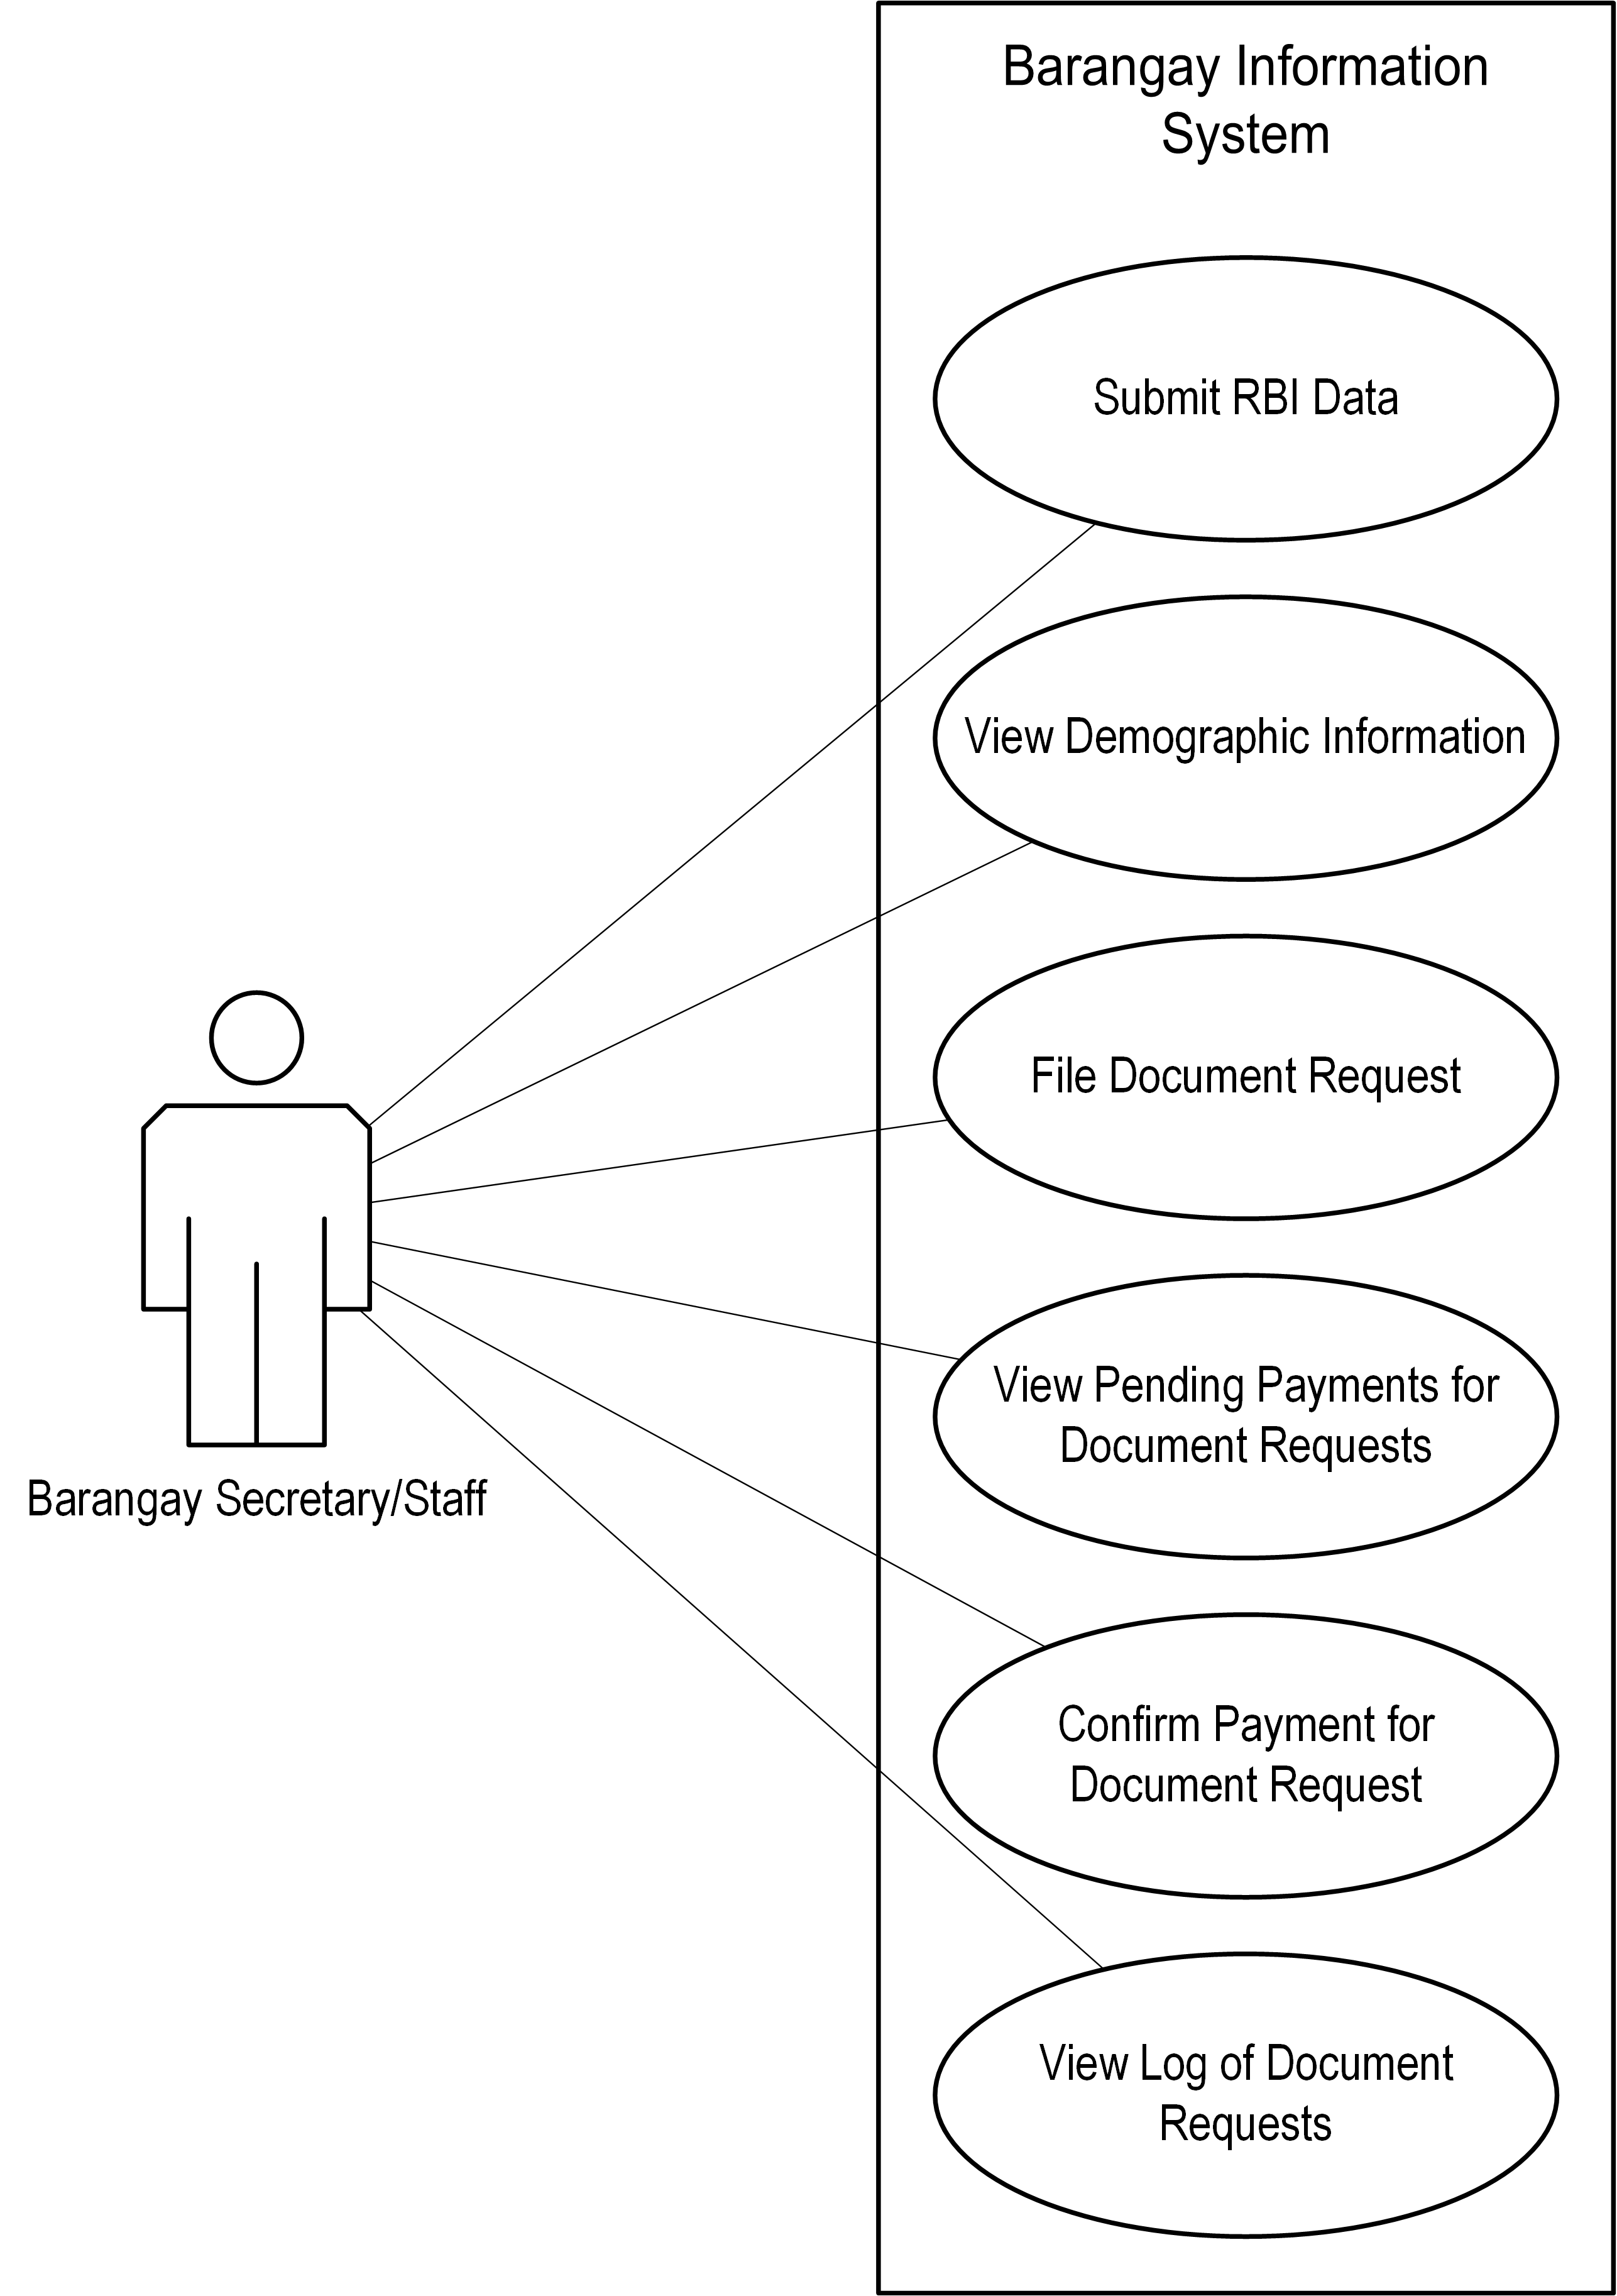 Barangay Information
System
Submit RBI Data
View Demographic Information
File Document Request
View Pending Payments for
Document Requests
Barangay Secretary/Staff
Confirm Payment for
Document Request
View Log of Document
Requests